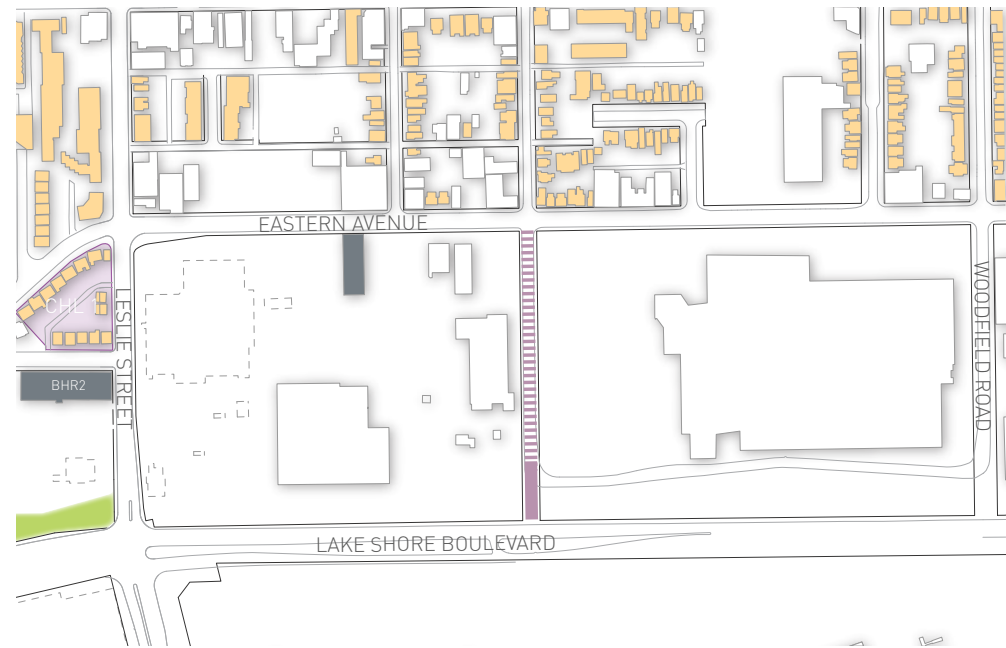 EASTERN AVENUE
CHL
LESLIE STREET
WOODFIELD ROAD
BHR2
LAKE SHORE BOULEVARD